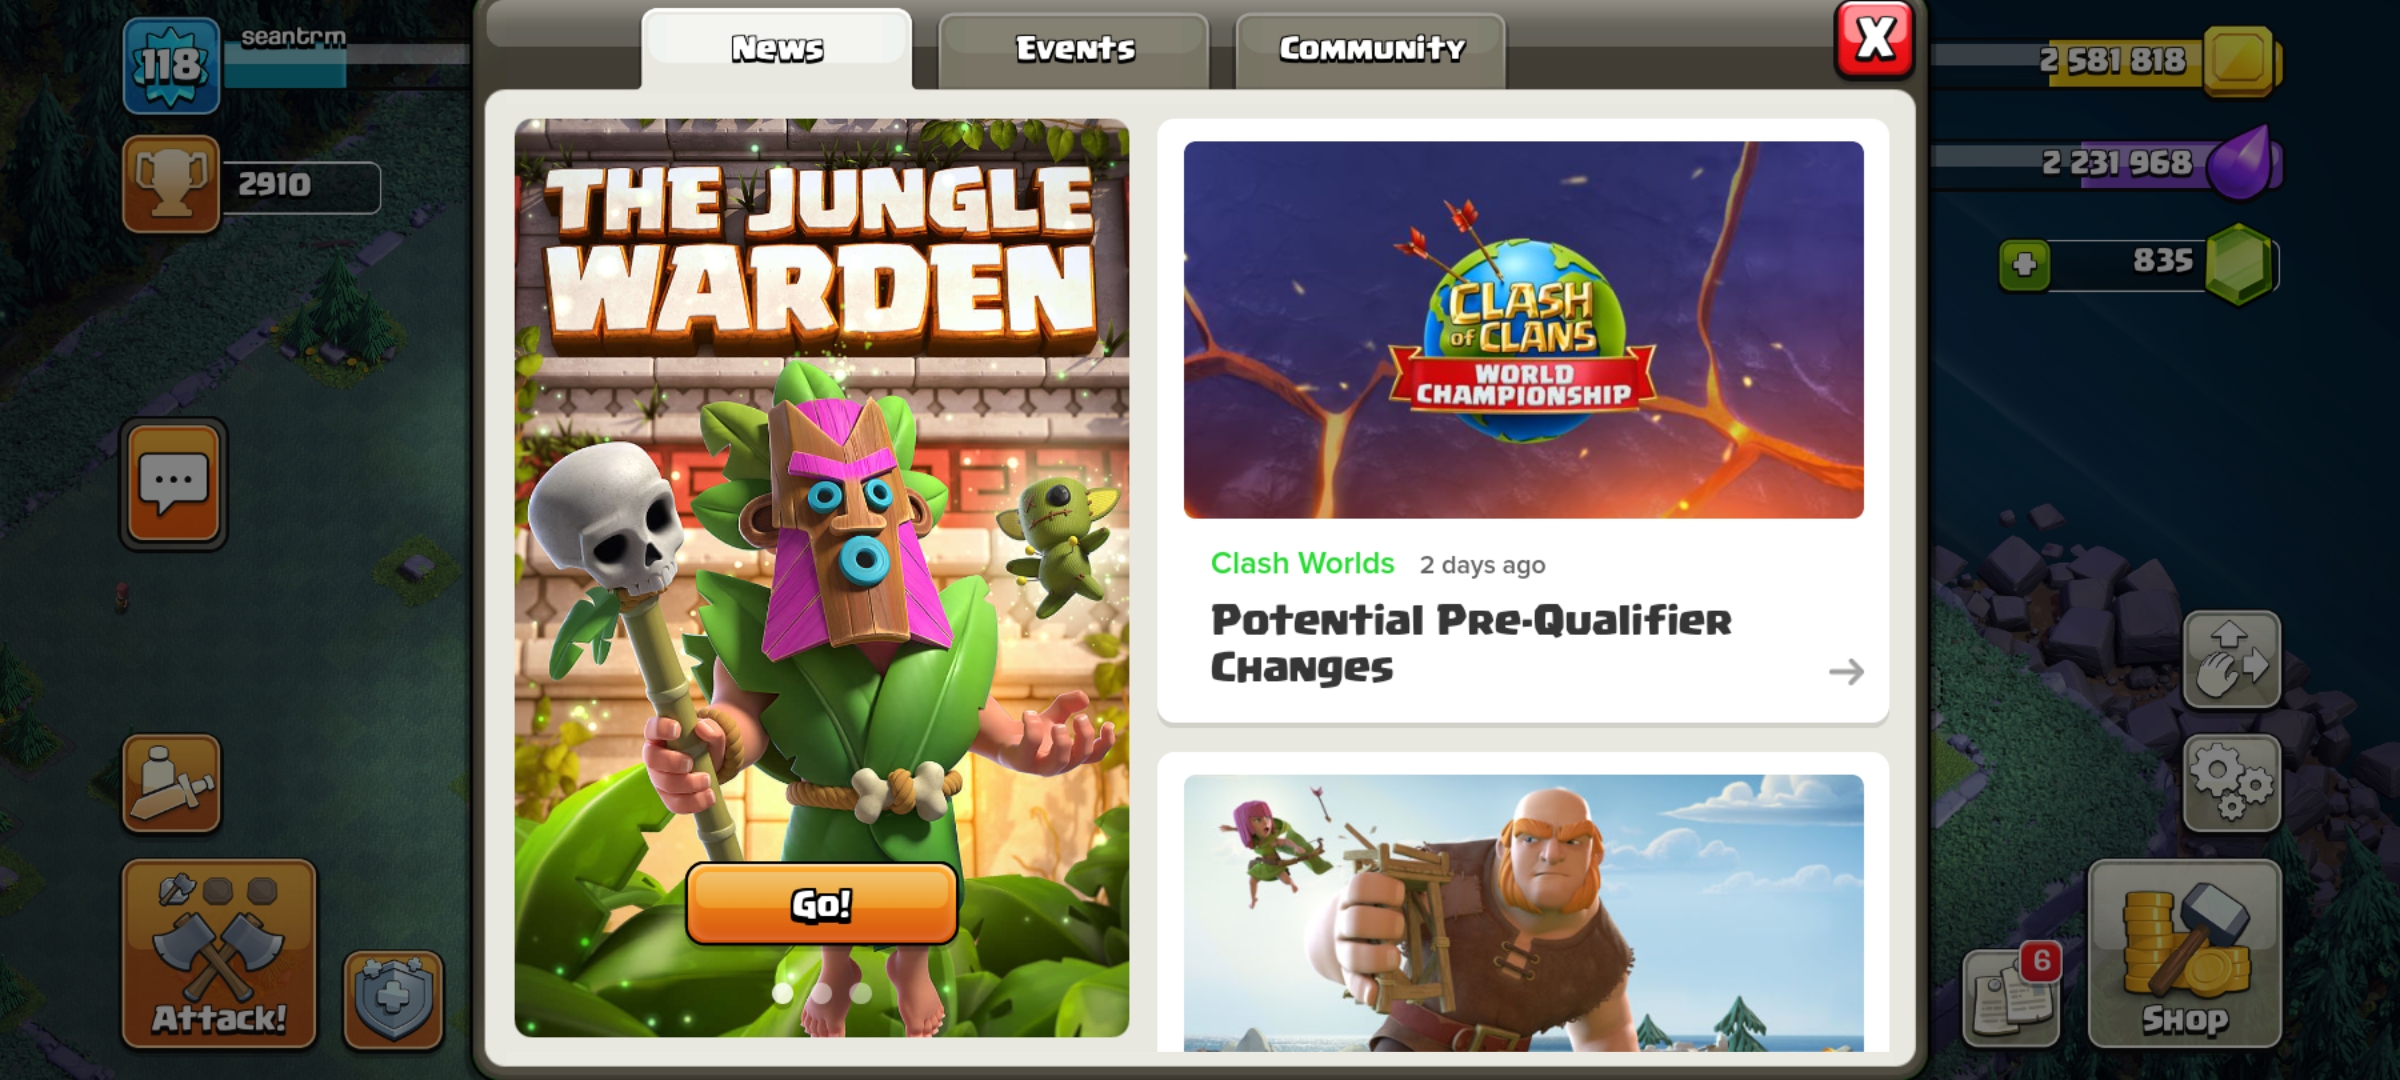 118
seantrm
2910
News
Events
Community
X
2 581 818
2 231 968
835
THE JUNGLE
WARDEN
Go!
CLASH
of CLANS
WORLD
CHAMPIONSHIP
Clash Worlds 2 days ago
Potential Pre-Qualifier
Changes
Attack!
6
Shop